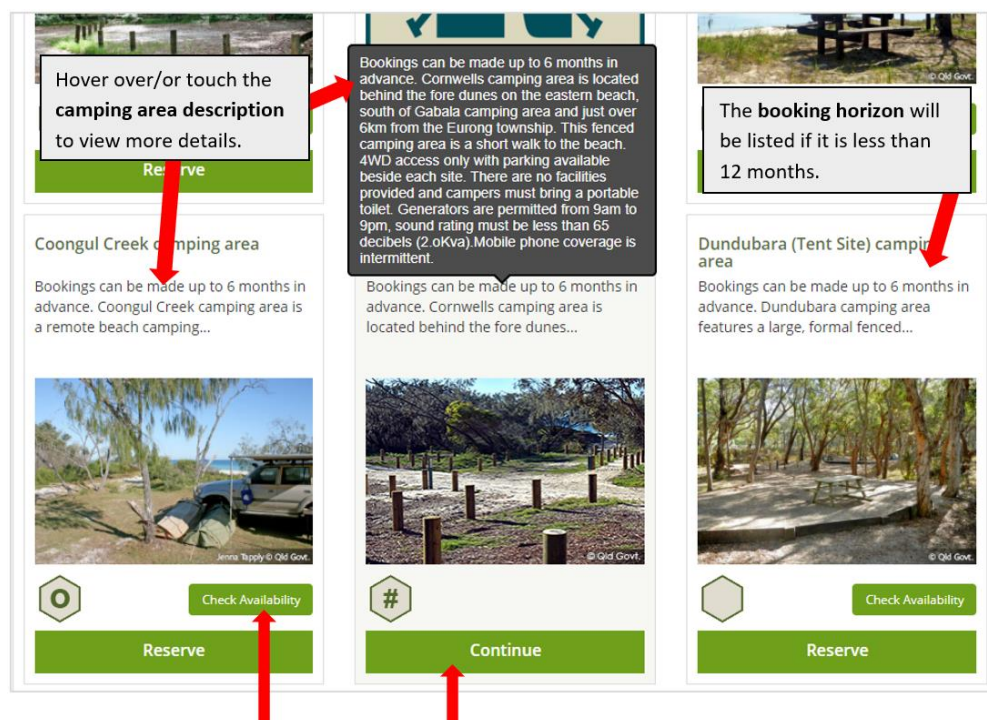 © Qld Govt.
Hover over/or touch the
camping area description
to view more details.
Reserve
Bookings can be made up to 6 months in
advance. Cornwells camping area is located
behind the fore dunes on the eastern beach,
south of Gabala camping area and just over
6km from the Eurong township. This fenced
camping area is a short walk to the beach.
4WD access only with parking available
beside each site. There are no facilities
provided and campers must bring a portable
toilet. Generators are permitted from 9am to
9pm, sound rating must be less than 65
decibels (2.oKva).Mobile phone coverage is
intermittent.
The booking horizon will
be listed if it is less than
12 months.
Coongul Creek camping area
Bookings can be made up to 6 months in
advance. Coongul Creek camping area is
a remote beach camping...
Jenna Tapply © Qld Govt.
O
Check Availability
Reserve
Bookings can be made up to 6 months in
advance. Cornwells camping area is
located behind the fore dunes...
© Qld Govt.
#
Continue
Dundubara (Tent Site) camping
area
Bookings can be made up to 6 months in
advance. Dundubara camping area
features a large, formal fenced...
© Qld Govt.
Check Availability
Reserve